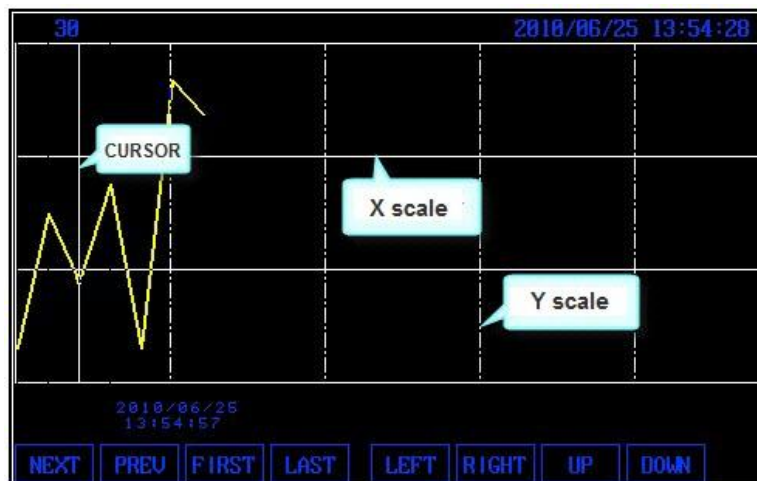 30 2010/06/25 13:54:28
CURSOR
X scale
Y scale
2010/06/25
13:54:57
NEXT PREV FIRST LAST LEFT RIGHT UP DOWN